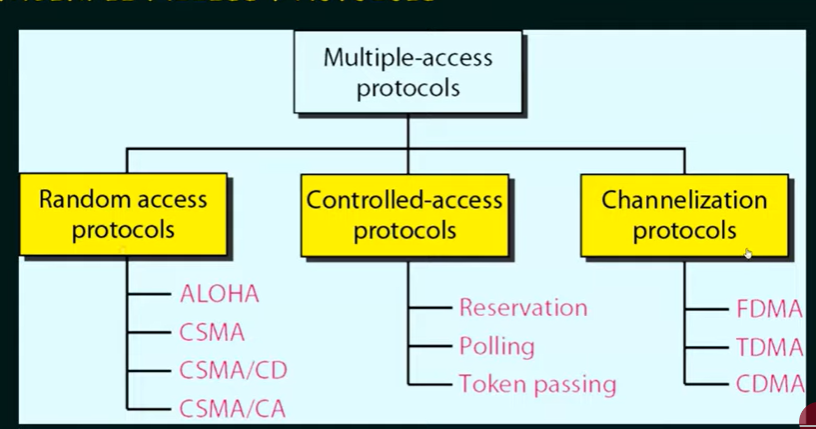 Multiple-access
protocols
Random access
protocols
ALOHA
CSMA
CSMA/CD
CSMA/CA
Controlled-access
protocols
Reservation
Polling
Token passing
Channelization
protocols
FDMA
TDMA
CDMA